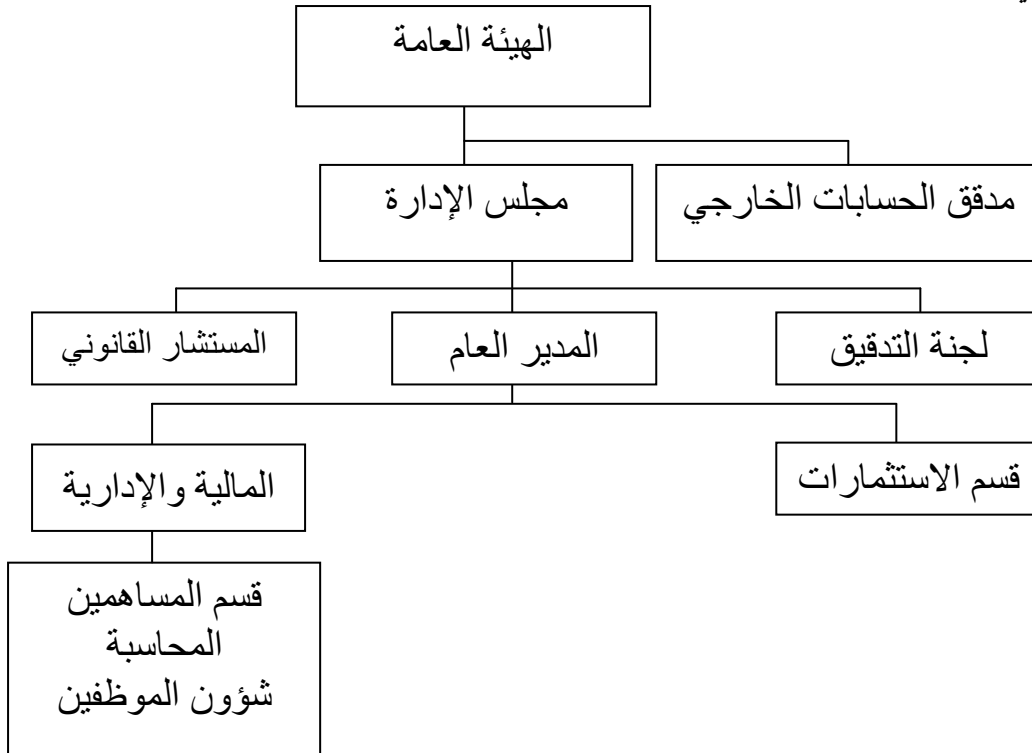 الهيئة العامة
مدقق الحسابات الخارجي
مجلس الإدارة
لجنة التدقيق
المدير العام
المستشار القانوني
قسم الاستثمارات
المالية والإدارية
قسم المساهمين
المحاسبة
شؤون الموظفين